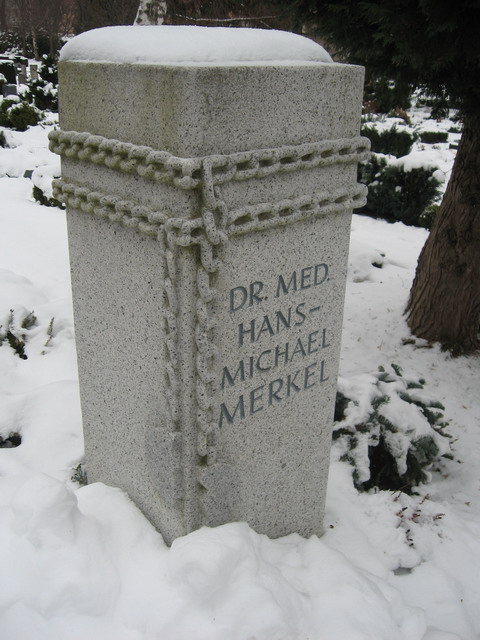 DR. MED.
HANS-
MICHAEL
MERKEL